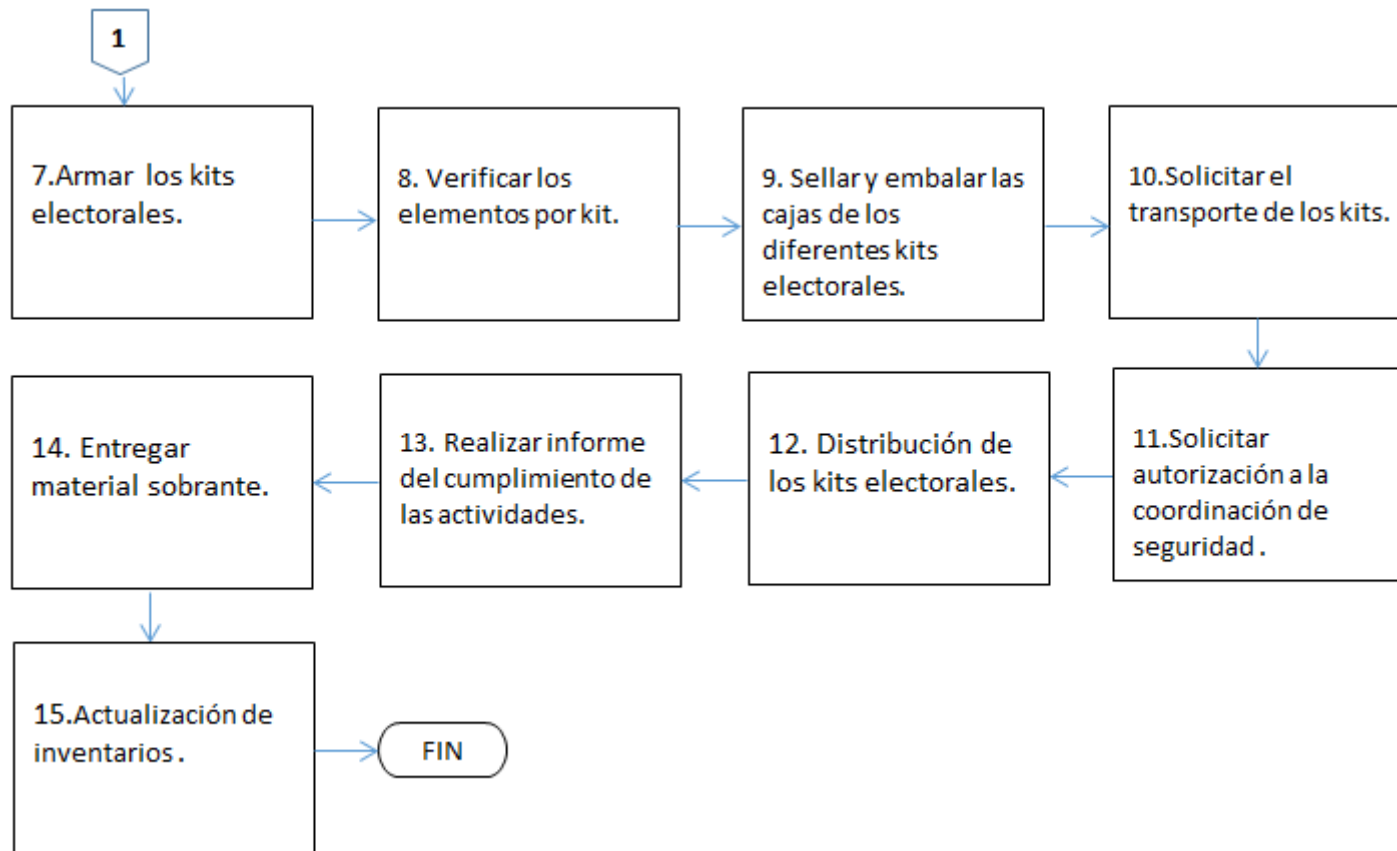 1
7.Armar los kits
electorales.
8. Verificar los
elementos por kit.
9. Sellar y embalar las
cajas de los
diferentes kits
electorales.
10.Solicitar el
transporte de los kits.
11.Solicitar
autorización a la
coordinación de
seguridad .
12. Distribución de
los kits electorales.
13. Realizar informe
del cumplimiento de
las actividades.
14. Entregar
material sobrante.
15.Actualización de
inventarios .
FIN